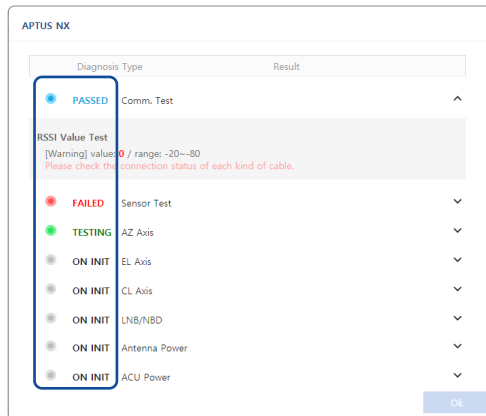 APTUS NX
Diagnosis Type Result
PASSED Comm. Test
RSSI Value Test
[Warning] value: 0 / range: -20~-80
Please check the connection status of each kind of cable.
FAILED Sensor Test
TESTING AZ Axis
ON INIT EL Axis
ON INIT CL Axis
ON INIT LNB/NBD
ON INIT Antenna Power
ON INIT ACU Power
Ok